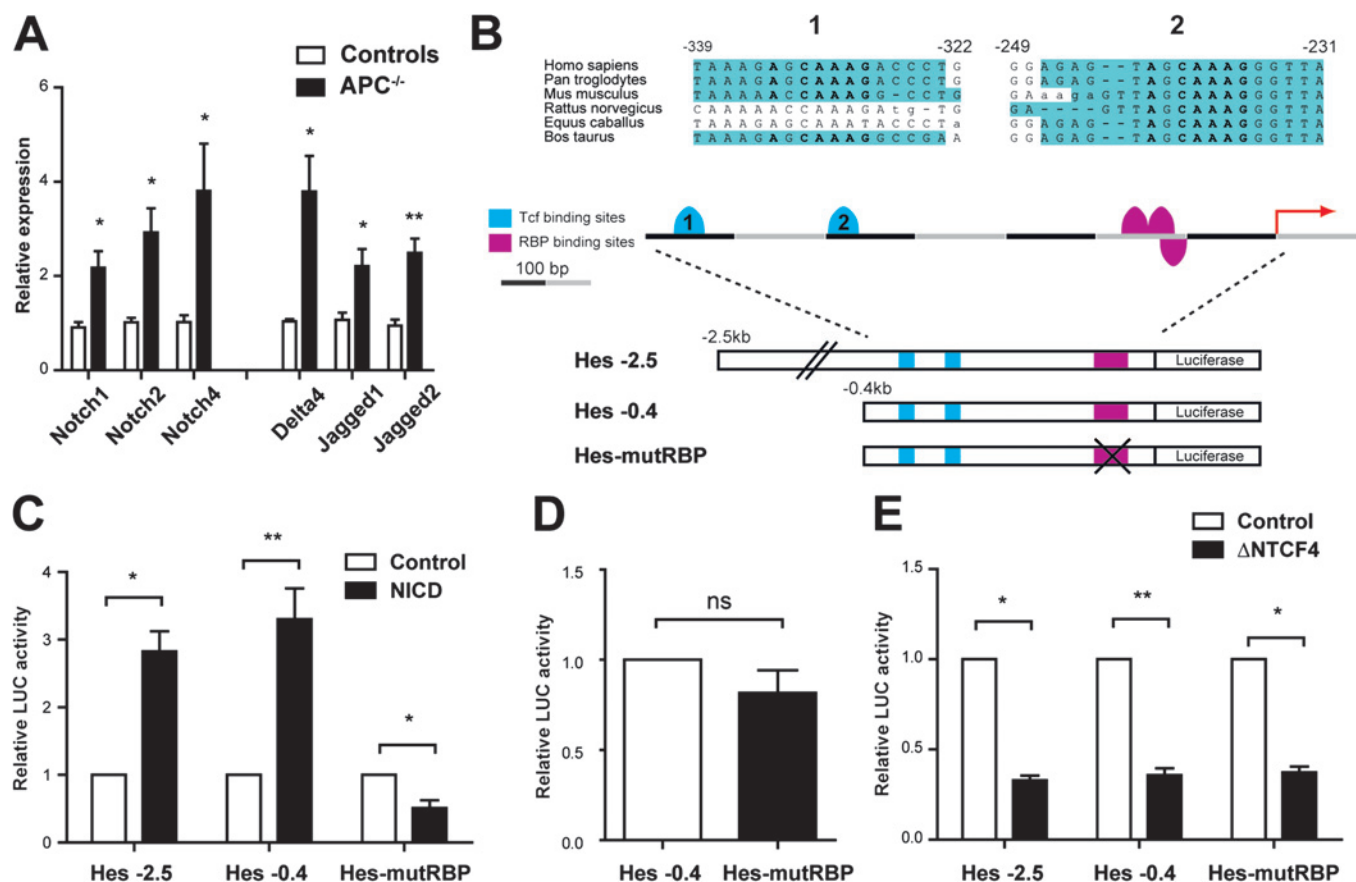 A
Controls
APC-/-
Relative expression
6
4
2
0
*
*
*
*
*
**
Notch1
Notch2
Notch4
Delta4
Jagged1
Jagged2
B
1
2
-339
-322
-249
-231
Homo sapiens TAAAGAGCAAAGACCCTG GGAGAG--TAGCAAAGGGTTA
Pan troglodytes TAAAGAGCAAAGACCCTG GGAGAG--TAGCAAAGGGTTA
Mus musculus TAAAAAGCAAAGG-CCTG GAaagaGTTAGCAAAGGGTTA
Rattus norvegicus CAAAAACCAAAGAtg-TG GA----GTTAGCAAAGGGTTA
Equus caballus TAAAGAGCAAATACCCTa GGAGAG--TAGCAAAGGGTTA
Bos taurus TAAAGAGCAAAGGCCGAA GGAGAG--TAGCAAAGGGTTA
Tcf binding sites
RBP binding sites
100 bp
1
2
-2.5kb
Hes -2.5
Luciferase
-0.4kb
Hes -0.4
Luciferase
Hes-mutRBP
Luciferase
C
Control
NICD
Relative LUC activity
4
3
2
1
0
*
**
*
Hes -2.5
Hes -0.4
Hes-mutRBP
D
Relative LUC activity
1.5
1.0
0.5
0.0
ns
Hes -0.4
Hes-mutRBP
E
Control
ΔNTCF4
Relative LUC activity
1.5
1.0
0.5
0.0
*
**
*
Hes -2.5
Hes -0.4
Hes-mutRBP